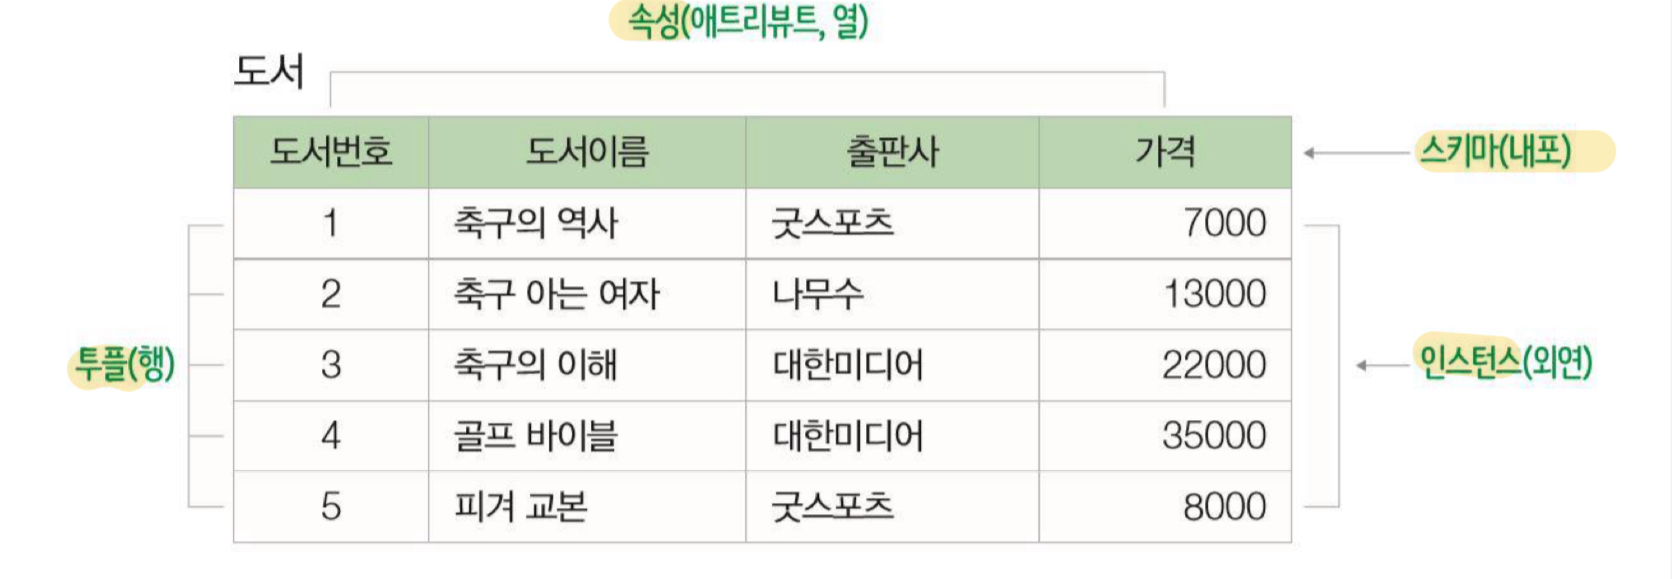 속성(애트리뷰트, 열)
도서
도서번호 도서이름 출판사 가격
스키마(내포)
1 축구의 역사 굿스포츠 7000
2 축구 아는 여자 나무수 13000
투플(행)
3 축구의 이해 대한미디어 22000
인스턴스(외연)
4 골프 바이블 대한미디어 35000
5 피겨 교본 굿스포츠 8000